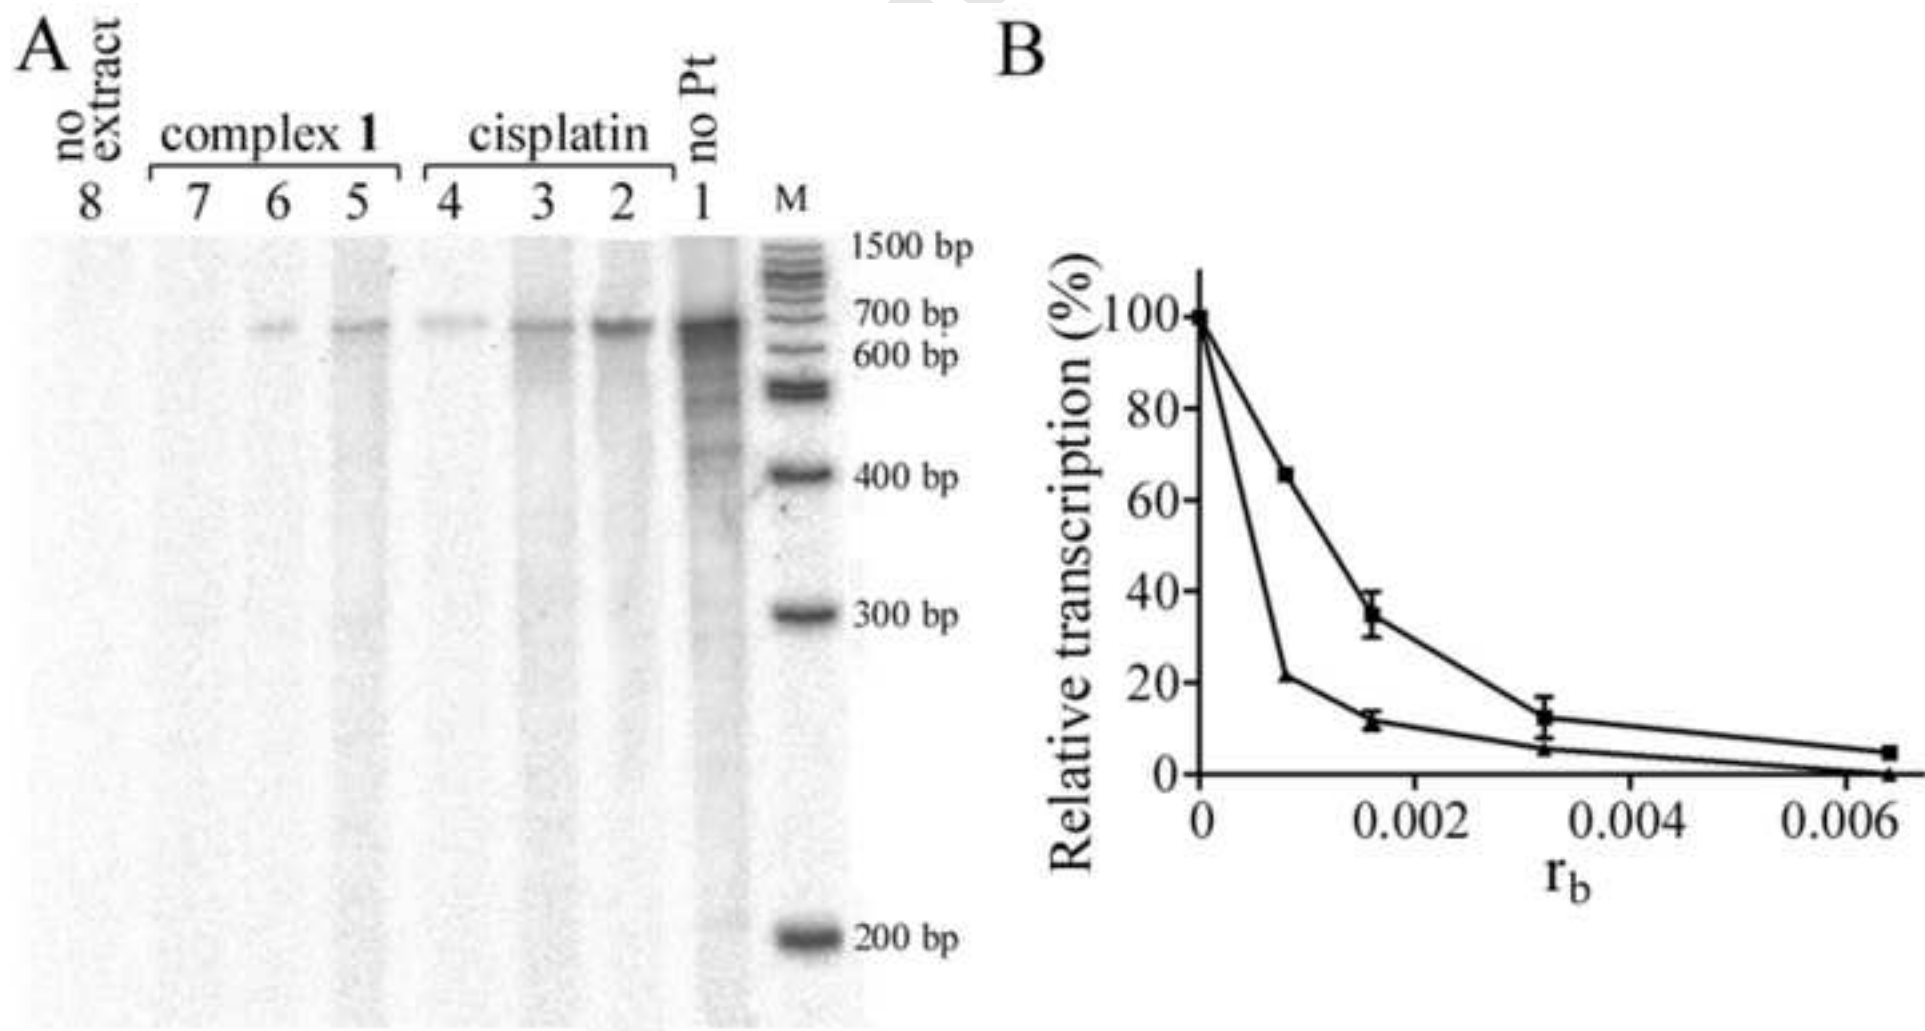 A
no
extract
complex 1
cisplatin
no Pt
8 7 6 5 4 3 2 1 M
1500 bp
700 bp
600 bp
400 bp
300 bp
200 bp
B
Relative transcription (%)
100
80
60
40
20
0
0 0.002 0.004 0.006
rb